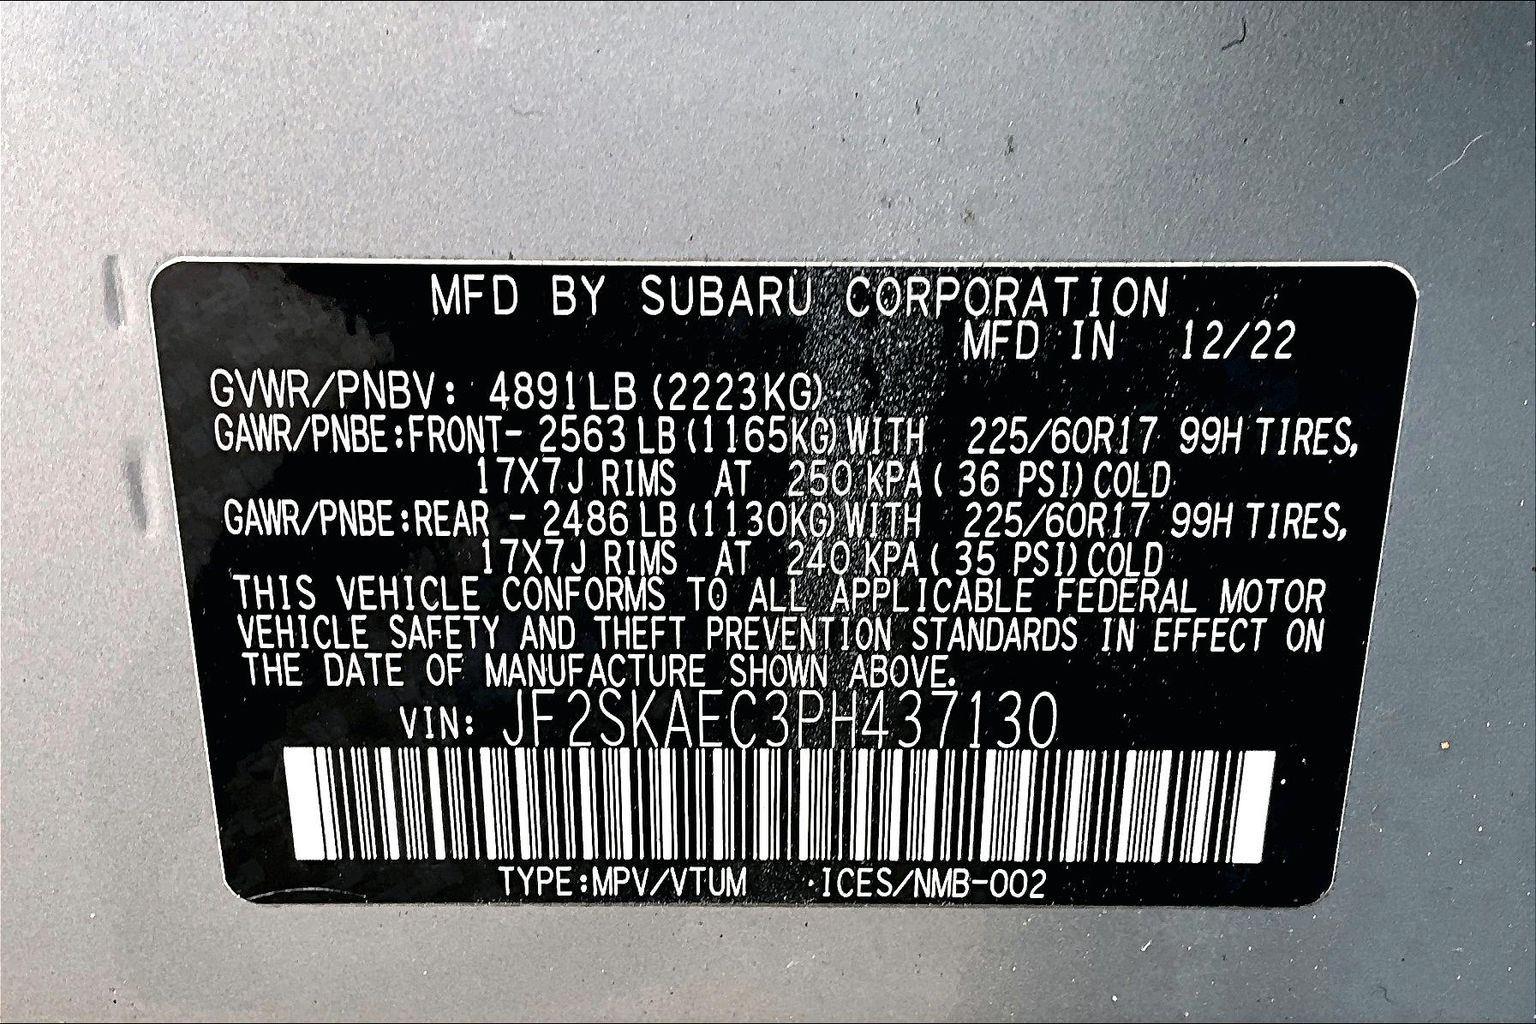 MFD BY SUBARU CORPORATION
MFD IN 12/22
GVWR/PNBV: 4891LB (2223KG)
GAWR/PNBE:FRONT- 2563 LB (1165KG) WITH 225/60R17 99H TIRES,
17X7J RIMS AT 250 KPA ( 36 PSI) COLD
GAWR/PNBE:REAR - 2486 LB (1130KG) WITH 225/60R17 99H TIRES,
17X7J RIMS AT 240 KPA ( 35 PSI) COLD
THIS VEHICLE CONFORMS TO ALL APPLICABLE FEDERAL MOTOR
VEHICLE SAFETY AND THEFT PREVENTION STANDARDS IN EFFECT ON
THE DATE OF MANUFACTURE SHOWN ABOVE.
VIN: JF2SKAEC3PH437130
TYPE:MPV/VTUM ICES/NMB-002